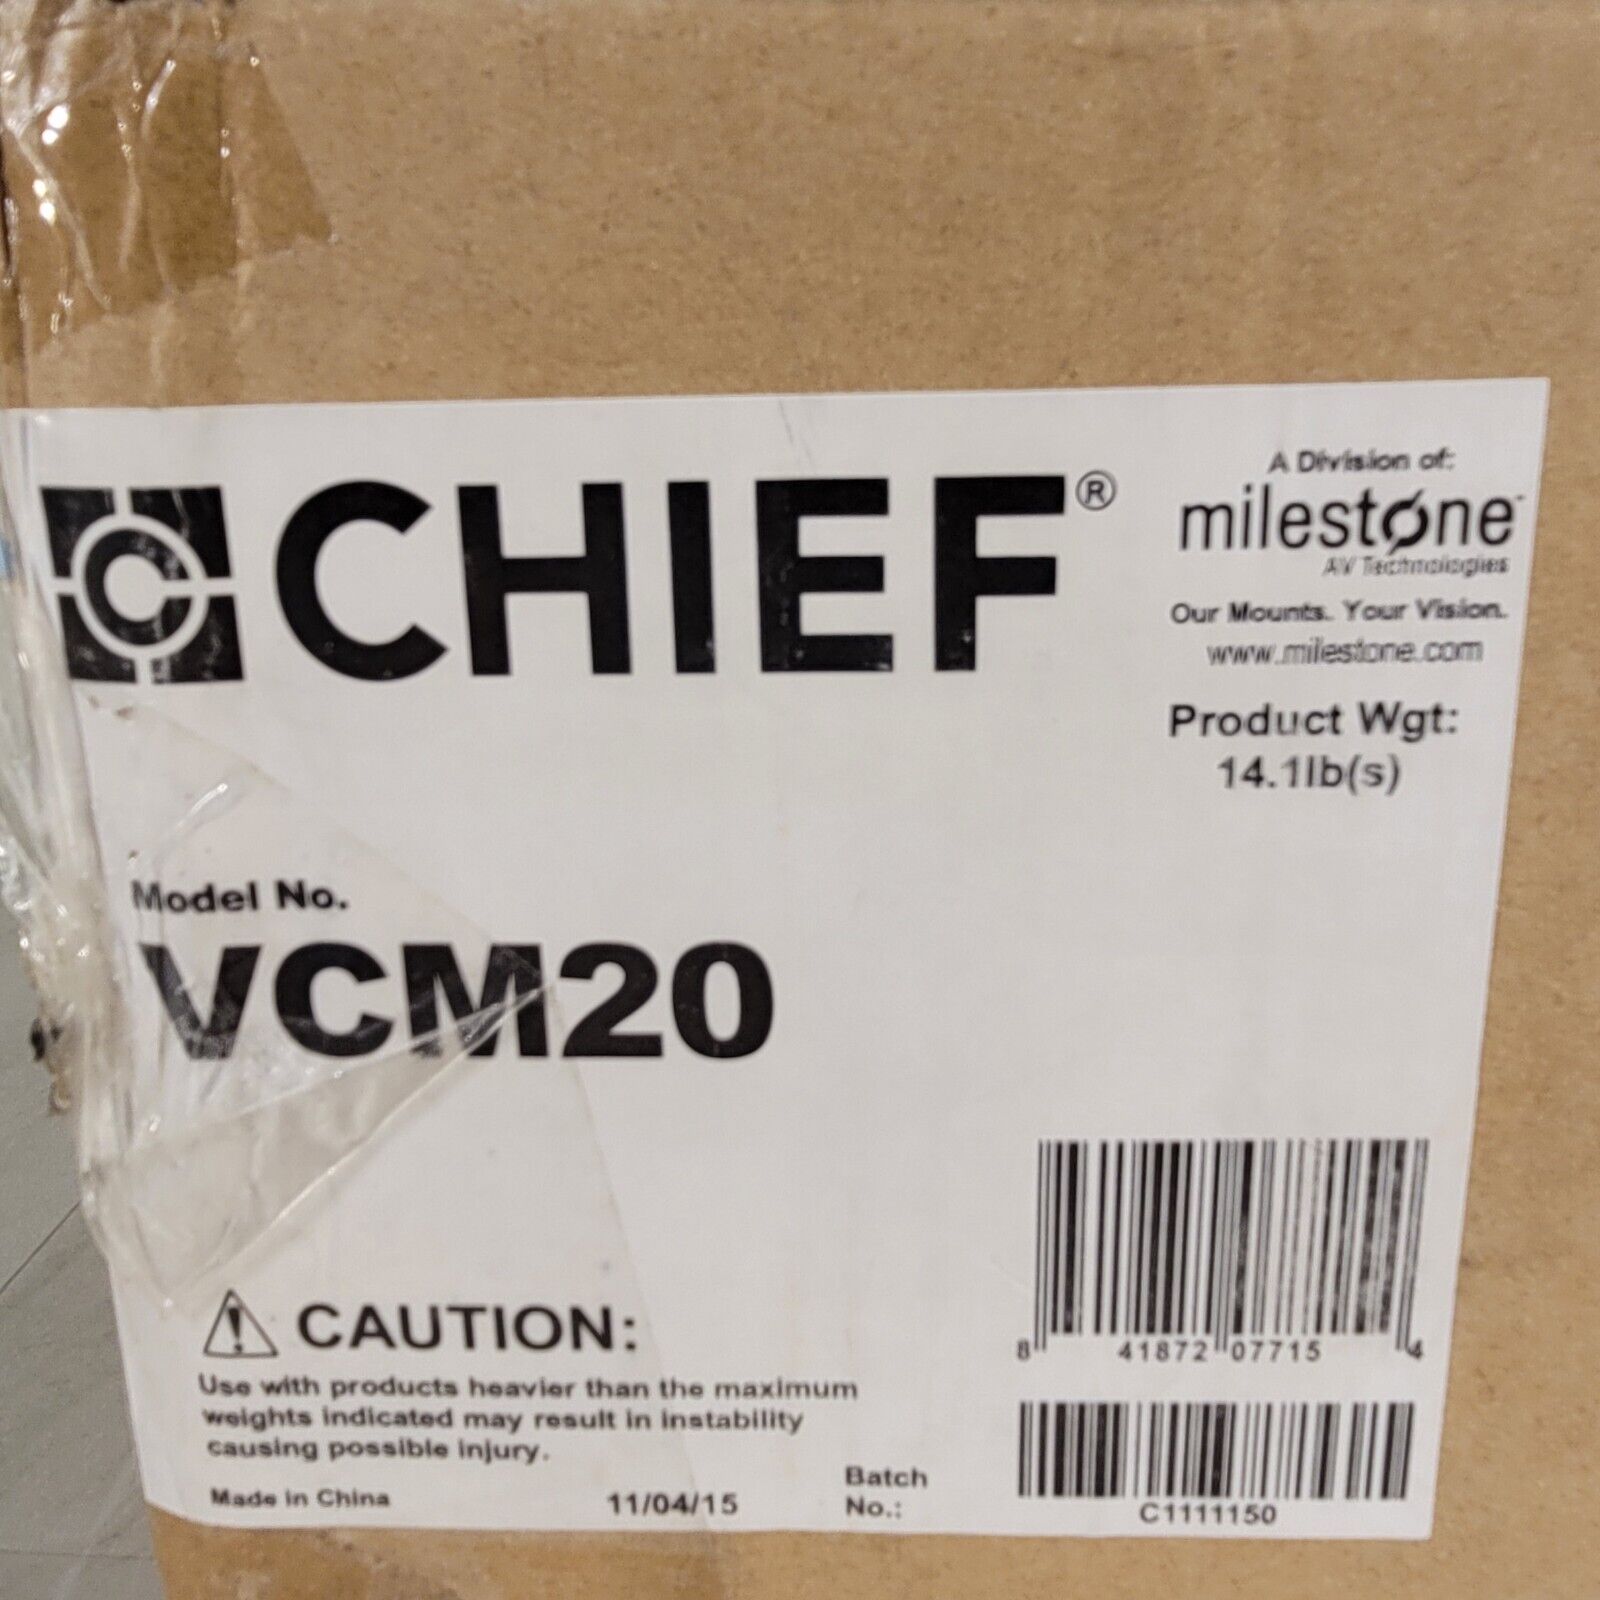 CHIEF®
A Division of:
milestone™
AV Technologies
Our Mounts. Your Vision.
www.milestone.com
Product Wgt:
14.1lb(s)
Model No.
VCM20
8 41872 07715 4
CAUTION:
Use with products heavier than the maximum
weights indicated may result in instability
causing possible injury.
Made in China
11/04/15
Batch
No.:
C1111150